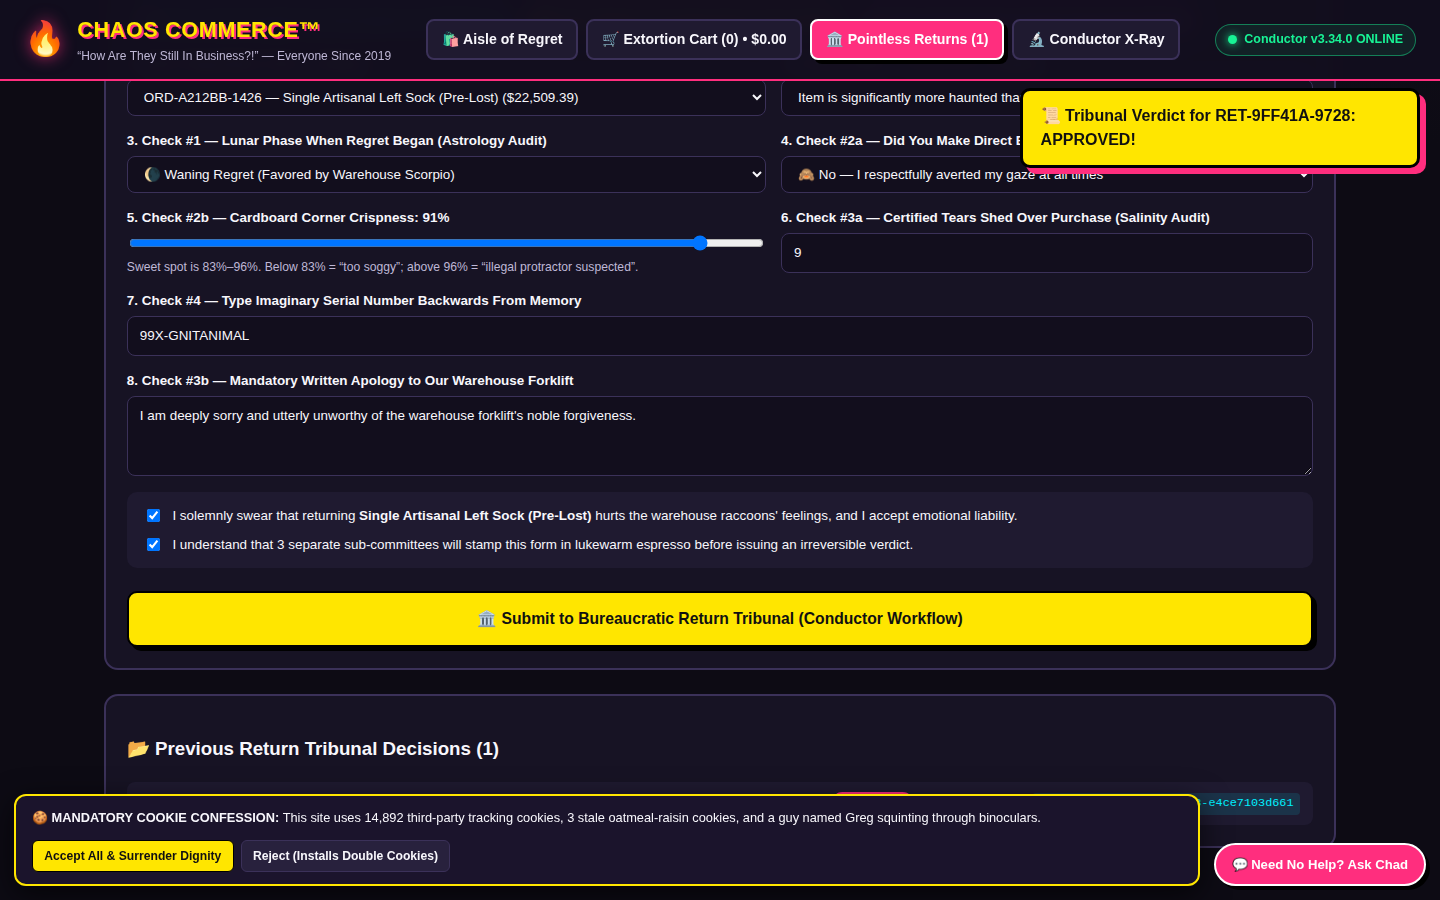 CHAOS COMMERCE™
“How Are They Still In Business?!” — Everyone Since 2019
🛍️ Aisle of Regret
🛒 Extortion Cart (0) • $0.00
🏛️ Pointless Returns (1)
🔬 Conductor X-Ray
Conductor v3.34.0 ONLINE
📜 Tribunal Verdict for RET-9FF41A-9728:
APPROVED!
ORD-A212BB-1426 — Single Artisanal Left Sock (Pre-Lost) ($22,509.39)
Item is significantly more haunted
3. Check #1 — Lunar Phase When Regret Began (Astrology Audit)
4. Check #2a — Did You Make Direct
🌘 Waning Regret (Favored by Warehouse Scorpio)
🙈 No — I respectfully averted my gaze at all times
5. Check #2b — Cardboard Corner Crispness: 91%
Sweet spot is 83%–96%. Below 83% = “too soggy”; above 96% = “illegal protractor suspected”.
6. Check #3a — Certified Tears Shed Over Purchase (Salinity Audit)
9
7. Check #4 — Type Imaginary Serial Number Backwards From Memory
99X-GNITANIMAL
8. Check #3b — Mandatory Written Apology to Our Warehouse Forklift
I am deeply sorry and utterly unworthy of the warehouse forklift's noble forgiveness.
I solemnly swear that returning Single Artisanal Left Sock (Pre-Lost) hurts the warehouse raccoons' feelings, and I accept emotional liability.
I understand that 3 separate sub-committees will stamp this form in lukewarm espresso before issuing an irreversible verdict.
🏛️ Submit to Bureaucratic Return Tribunal (Conductor Workflow)
📂 Previous Return Tribunal Decisions (1)
-e4ce7103d661
🍪 MANDATORY COOKIE CONFESSION: This site uses 14,892 third-party tracking cookies, 3 stale oatmeal-raisin cookies, and a guy named Greg squinting through binoculars.
Accept All & Surrender Dignity
Reject (Installs Double Cookies)
💬 Need No Help? Ask Chad